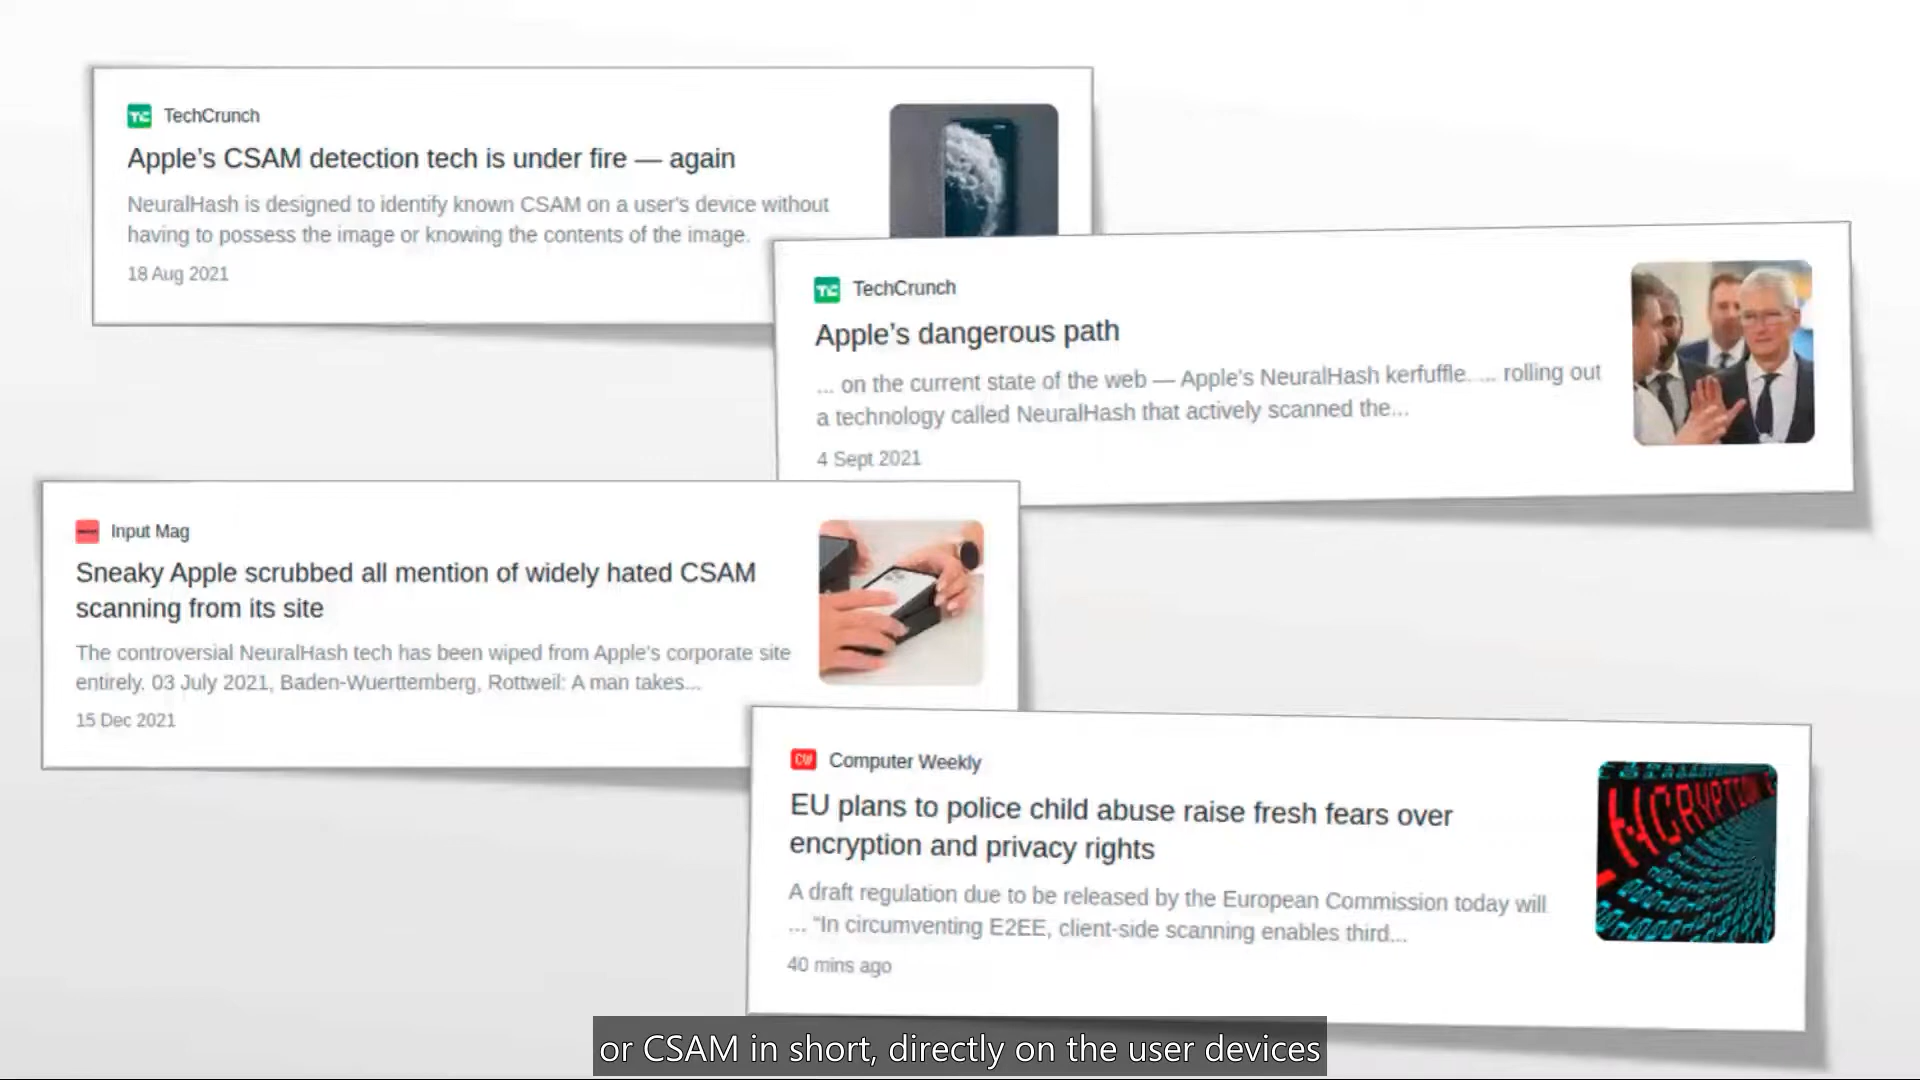 TechCrunch
Apple's CSAM detection tech is under fire — again
NeuralHash is designed to identify known CSAM on a user's device without
having to possess the image or knowing the contents of the image.
18 Aug 2021
TechCrunch
Apple's dangerous path
... on the current state of the web — Apple's NeuralHash kerfuffle. ... rolling out
a technology called NeuralHash that actively scanned the...
4 Sept 2021
Input Mag
Sneaky Apple scrubbed all mention of widely hated CSAM
scanning from its site
The controversial NeuralHash tech has been wiped from Apple's corporate site
entirely. 03 July 2021, Baden-Wuerttemberg, Rottweil: A man takes...
15 Dec 2021
CW Computer Weekly
EU plans to police child abuse raise fresh fears over
encryption and privacy rights
A draft regulation due to be released by the European Commission today will
... “In circumventing E2EE, client-side scanning enables third...
40 mins ago
or CSAM in short, directly on the user devices